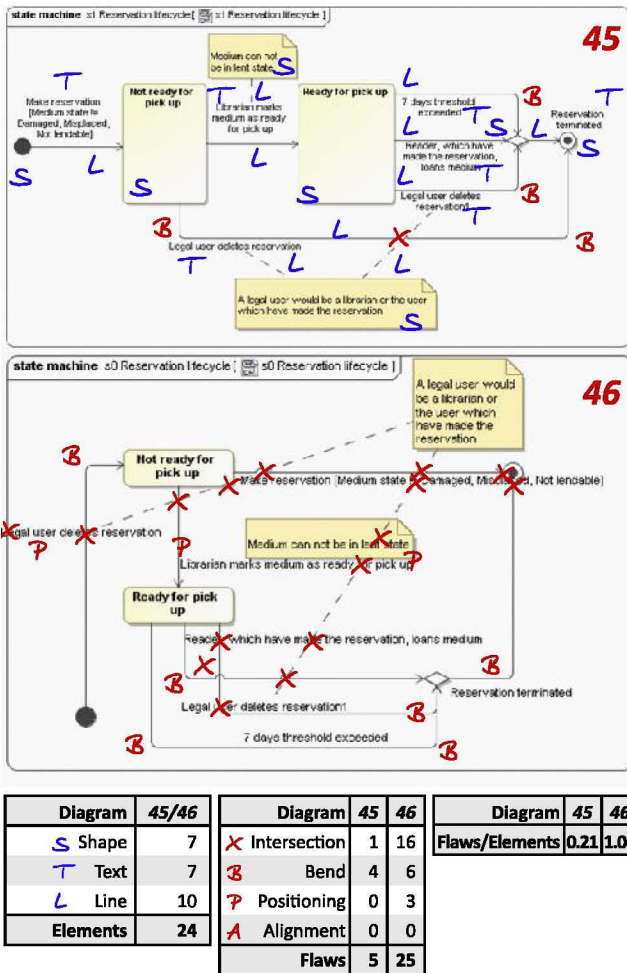 state machine s1 Reservation lifecycle[ s1 Reservation lifecycle ]
45
Medium can not
be in lent state
S
T
Make reservation
[Medium state !=
Damaged, Misplaced,
Not lendable]
S
L
Not ready for
pick up
S
T
L
Librarian marks
medium as ready
for pick up
L
Ready for pick up
S
L
7 days threshold
exceeded
T
B
L
S
L
Reader, which have
made the reservation,
loans medium
T
T
Reservation
terminated
S
L
Legal user deletes
reservation1
T
B
B
L
X
B
Legal user deletes reservation
T
L
L
A legal user would be a librarian or the user
which have made the reservation
S
state machine s0 Reservation lifecycle [ s0 Reservation lifecycle ]
46
A legal user would
be a librarian or
the user which
have made the
reservation
B
Not ready for
pick up
Make reservation [Medium state != Damaged, Misplaced, Not lendable]
Legal user deletes reservation
P
P
Medium can not be in lent state
P
Librarian marks medium as ready for pick up
Ready for pick
up
Reader, which have made the reservation, loans medium
B
B
Reservation terminated
Legal user deletes reservation1
B
B
7 days threshold exceeded
B
Diagram 45/46
S Shape 7
T Text 7
L Line 10
Elements 24
Diagram 45 46
X Intersection 1 16
B Bend 4 6
P Positioning 0 3
A Alignment 0 0
Flaws 5 25
Diagram 45 46
Flaws/Elements 0.21 1.0